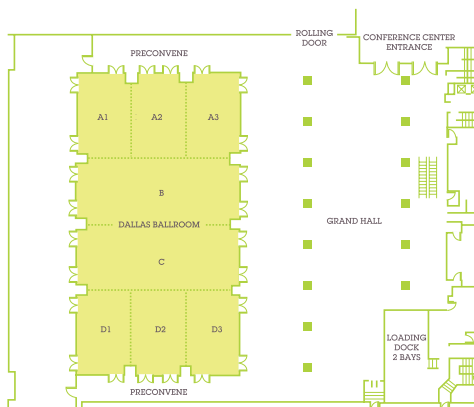 ROLLING
DOOR
CONFERENCE CENTER
ENTRANCE
PRECONVENE
A1
A2
A3
B
DALLAS BALLROOM
GRAND HALL
C
D1
D2
D3
LOADING
DOCK
2 BAYS
PRECONVENE